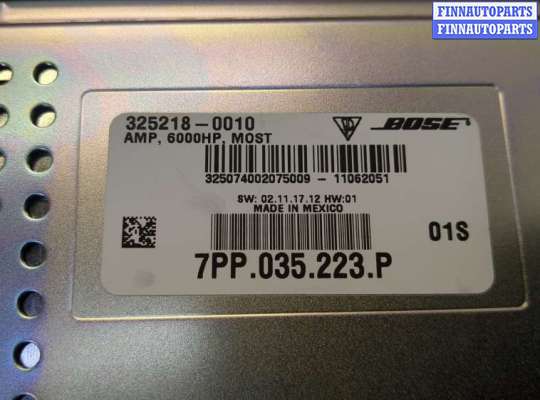 FINNAUTOPARTS
FINNAUTOPARTS
325218-0010
BOSE
AMP, 6000HP, MOST
325074002075009 - 11062051
SW: 02.11.17.12 HW:01
MADE IN MEXICO
01S
7PP.035.223.P